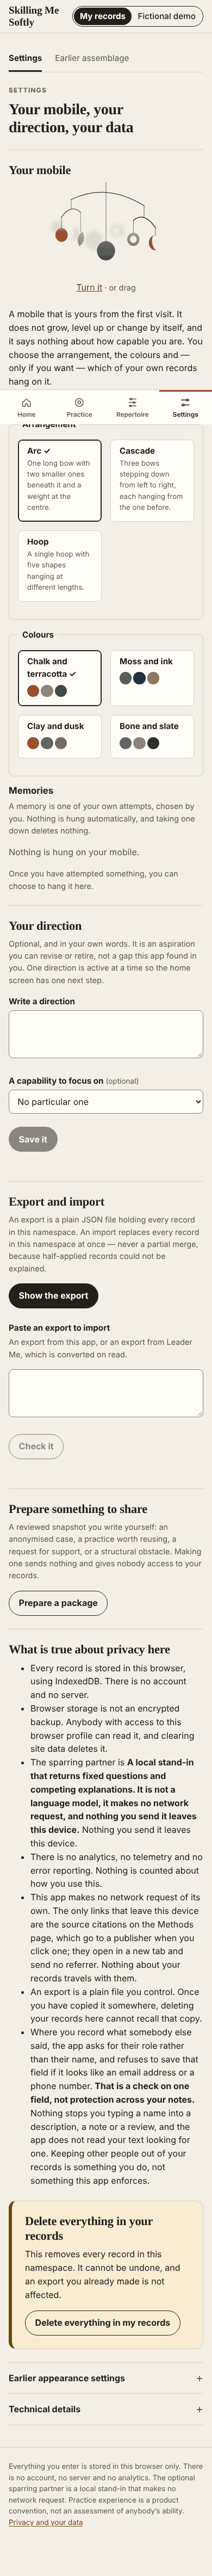 Skilling Me
Softly
My records
Fictional demo
Settings
Earlier assemblage
SETTINGS
Your mobile, your
direction, your data
Your mobile
Turn it · or drag
A mobile that is yours from the first visit. It
does not grow, level up or change by itself, and
it says nothing about how capable you are. You
choose the arrangement, the colours and —
only if you want — which of your records
hang on it.
Home
Practice
Repertoire
Settings
Arrangement
Arc ✓
One long bow with
two smaller ones
beneath it and a
weight at the
centre.
Cascade
Three bows
stepping down
from left to right,
each hanging from
the one before.
Hoop
A single hoop with
five shapes
hanging at
different lengths.
Colours
Chalk and
terracotta ✓
Moss and ink
Clay and dusk
Bone and slate
Memories
A memory is one of your own attempts, chosen by
you. Nothing is hung automatically, and taking one
down deletes nothing.
Nothing is hung on your mobile.
Once you have attempted something, you can
choose to hang it here.
Your direction
Optional, and in your own words. It is an aspiration
you can revise or retire, not a gap this app found in
you. One direction is active at a time so the home
screen has one next step.
Write a direction
A capability to focus on (optional)
No particular one
Save it
Export and import
An export is a plain JSON file holding every record
in this namespace. An import replaces every record
in this namespace at once — never a partial merge,
because half-applied records could not be
explained.
Show the export
Paste an export to import
An export from this app, or an export from Leader
Me, which is converted on read.
Check it
Prepare something to share
A reviewed snapshot you write yourself: an
anonymised case, a practice worth reusing, a
request for support, or a structural obstacle. Making
one sends nothing and gives nobody access to your
records.
Prepare a package
What is true about privacy here
• Every record is stored in this browser,
using IndexedDB. There is no account
and no server.
• Browser storage is not an encrypted
backup. Anybody with access to this
browser profile can read it, and clearing
site data deletes it.
• The sparring partner is A local stand-in
that returns fixed questions and
competing explanations. It is not a
language model, it makes no network
request, and nothing you send it leaves
this device. Nothing you send it leaves
this device.
• There is no analytics, no telemetry and no
error reporting. Nothing is counted about
how you use this.
• This app makes no network request of its
own. The only links that leave this device
are the source citations on the Methods
page, which go to a publisher when you
click one; they open in a new tab and
send no referrer. Nothing about your
records travels with them.
• An export is a plain file you control. Once
you have copied it somewhere, deleting
your records here cannot recall that copy.
• Where you record what somebody else
said, the app asks for their role rather
than their name, and refuses to save that
field if it looks like an email address or a
phone number. That is a check on one
field, not protection across your notes.
Nothing stops you typing a name into a
description, a note or a review, and the
app does not read your text looking for
one. Keeping other people out of your
records is something you do, not
something this app enforces.
Delete everything in your
records
This removes every record in this
namespace. It cannot be undone, and
an export you already made is not
affected.
Delete everything in my records
Earlier appearance settings +
Technical details +
Everything you enter is stored in this browser only. There
is no account, no server and no analytics. The optional
sparring partner is a local stand-in that makes no
network request. Practice experience is a product
convention, not an assessment of anybody's ability.
Privacy and your data